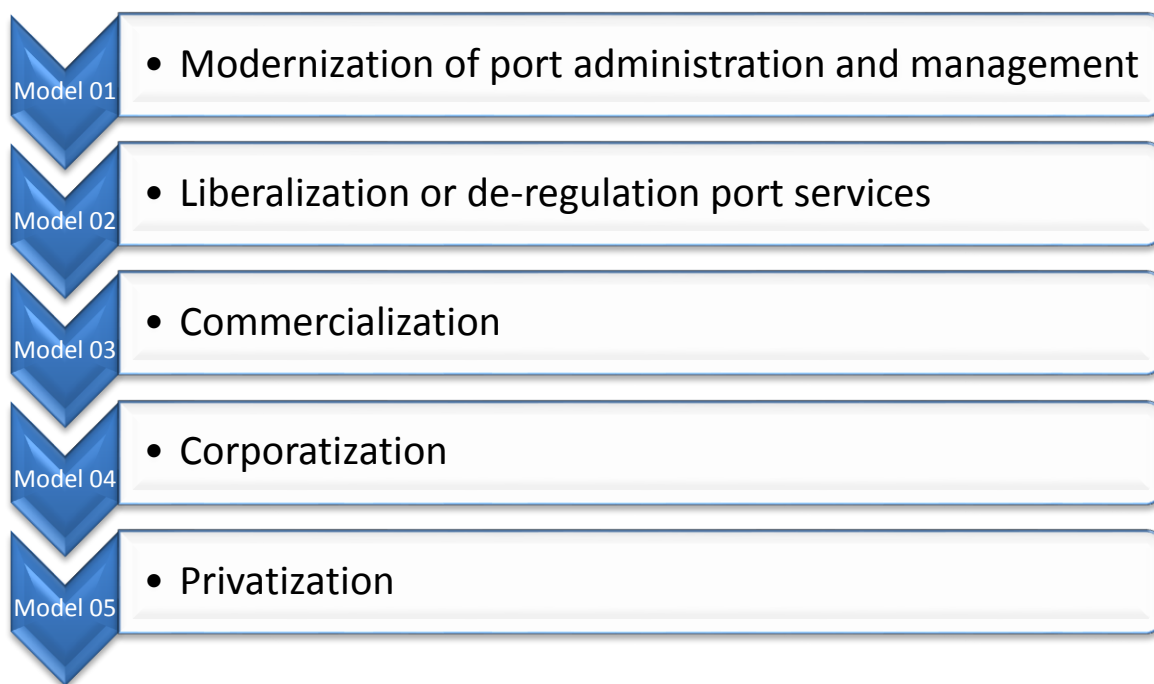 Model 01
• Modernization of port administration and management
Model 02
• Liberalization or de-regulation port services
Model 03
• Commercialization
Model 04
• Corporatization
Model 05
• Privatization